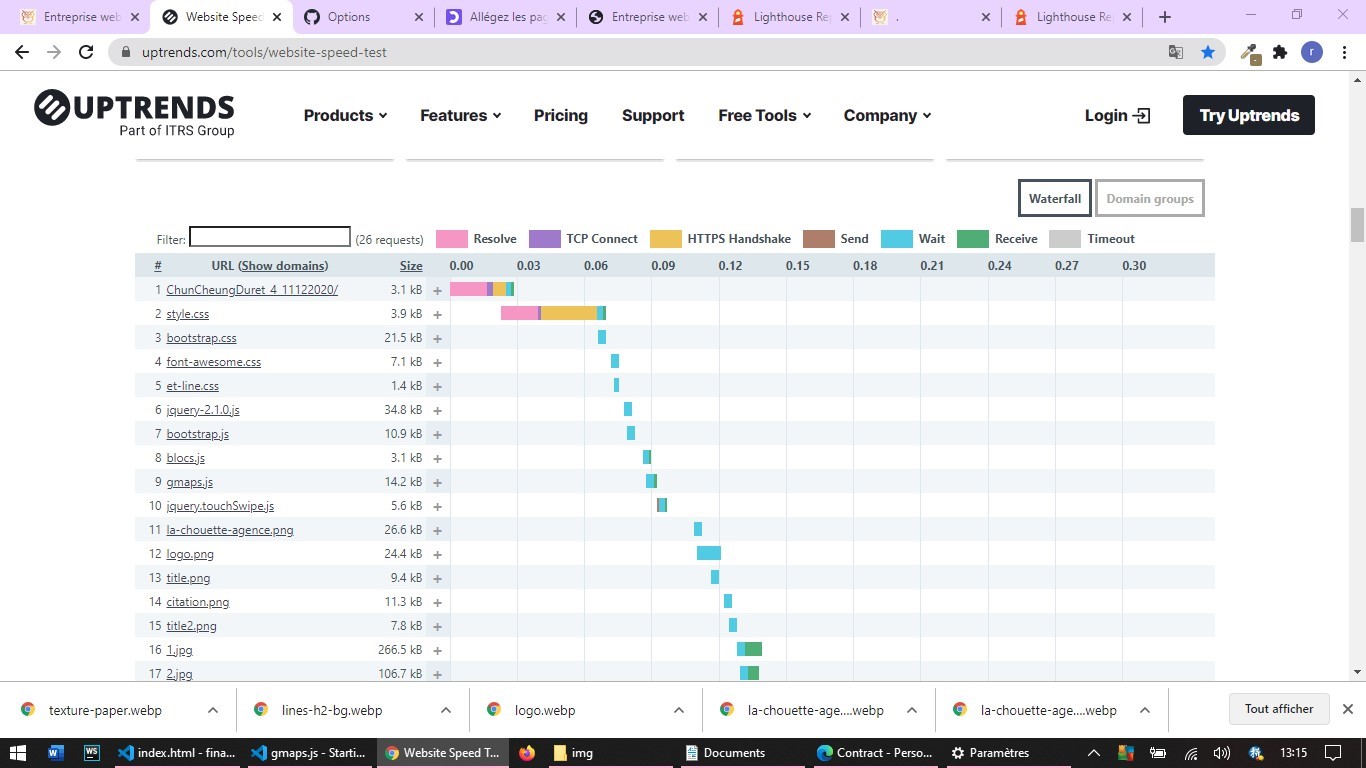 Entreprise web
Website Speed
Options
Allégez les pag
Entreprise web
Lighthouse Re
.
Lighthouse Re
uptrends.com/tools/website-speed-test
r
UPTRENDS
Part of ITRS Group
Products
Features
Pricing
Support
Free Tools
Company
Login
Try Uptrends
Waterfall
Domain groups
Filter:
(26 requests)
Resolve
TCP Connect
HTTPS Handshake
Send
Wait
Receive
Timeout
# URL (Show domains) Size 0.00 0.03 0.06 0.09 0.12 0.15 0.18 0.21 0.24 0.27 0.30
1 ChunCheungDuret_4_11122020/ 3.1 kB +
2 style.css 3.9 kB +
3 bootstrap.css 21.5 kB +
4 font-awesome.css 7.1 kB +
5 et-line.css 1.4 kB +
6 jquery-2.1.0.js 34.8 kB +
7 bootstrap.js 10.9 kB +
8 blocs.js 3.1 kB +
9 gmaps.js 14.2 kB +
10 jquery.touchSwipe.js 5.6 kB +
11 la-chouette-agence.png 26.6 kB +
12 logo.png 24.4 kB +
13 title.png 9.4 kB +
14 citation.png 11.3 kB +
15 title2.png 7.8 kB +
16 1.jpg 266.5 kB +
17 2.jpg 106.7 kB +
texture-paper.webp
lines-h2-bg.webp
logo.webp
la-chouette-age....webp
la-chouette-age....webp
Tout afficher
index.html - fina...
gmaps.js - Starti...
Website Speed T...
img
Documents
Contract - Perso...
Paramètres
13:15